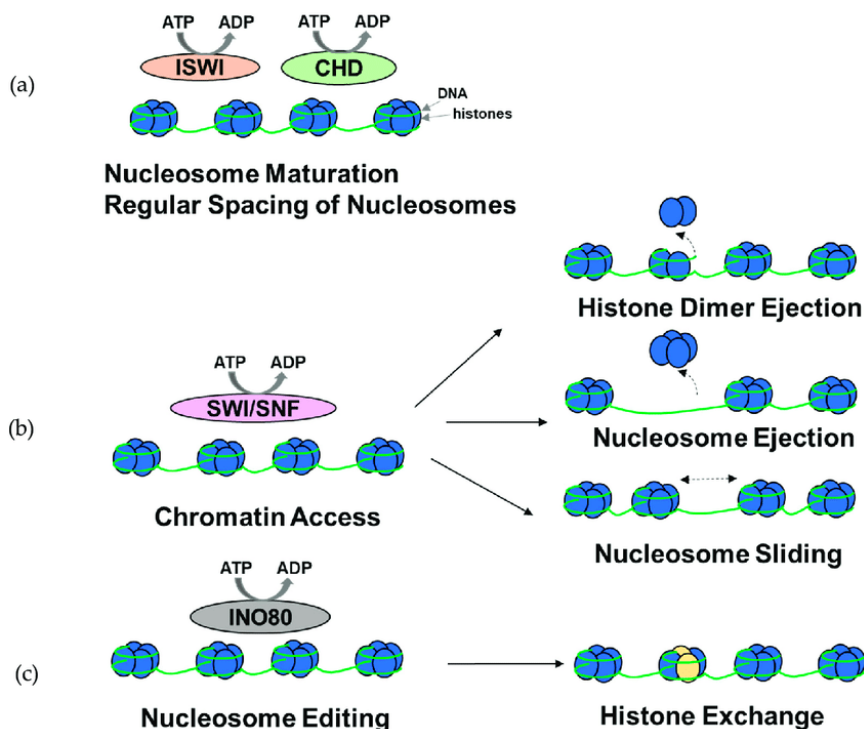 (a)
ATP ADP ATP ADP
ISWI CHD
DNA
histones
Nucleosome Maturation
Regular Spacing of Nucleosomes
Histone Dimer Ejection
(b)
ATP ADP
SWI/SNF
Chromatin Access
Nucleosome Ejection
Nucleosome Sliding
(c)
ATP ADP
INO80
Nucleosome Editing
Histone Exchange